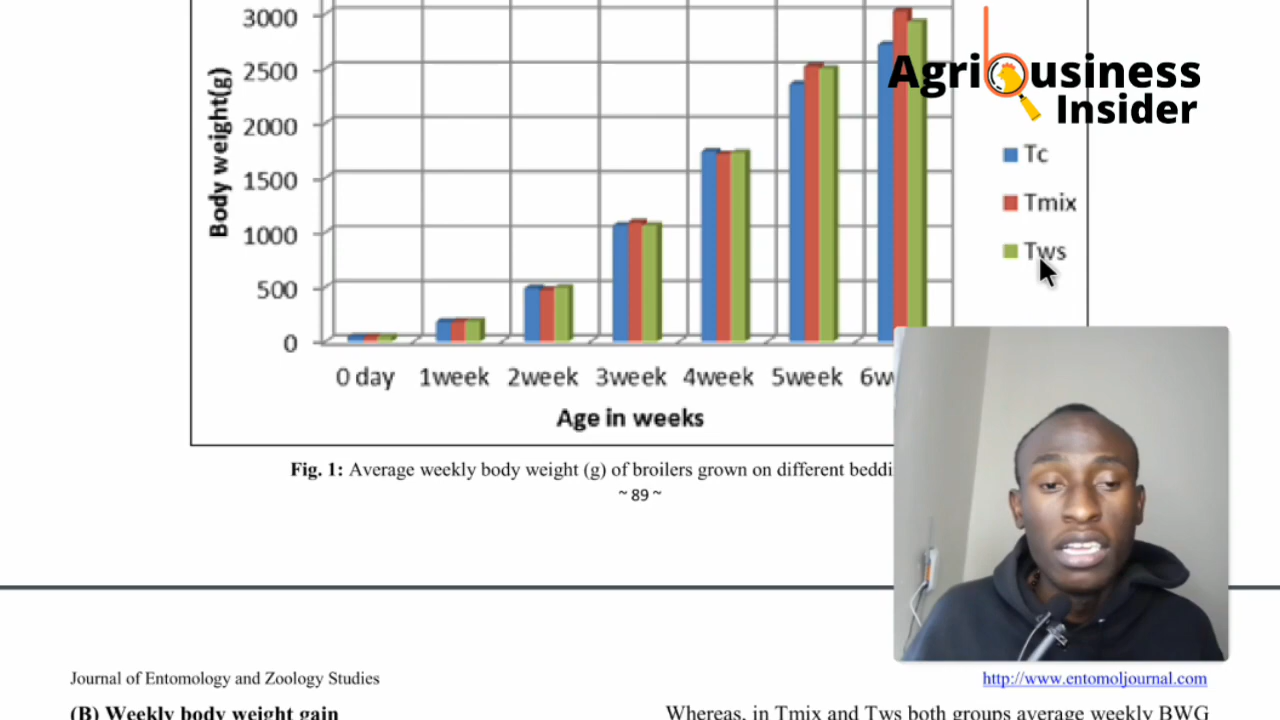 3000
2500
2000
1500
1000
500
0
Body weight(g)
0 day 1week 2week 3week 4week 5week
Age in weeks
Agribusiness
Insider
Tc
Tmix
Tws
Fig. 1: Average weekly body weight (g) of broilers grown on different
~ 89 ~
Journal of Entomology and Zoology Studies
http://www.entomoljournal.com
(B) Weekly body weight gain
Whereas, in Tmix and Tws both groups average weekly BWG